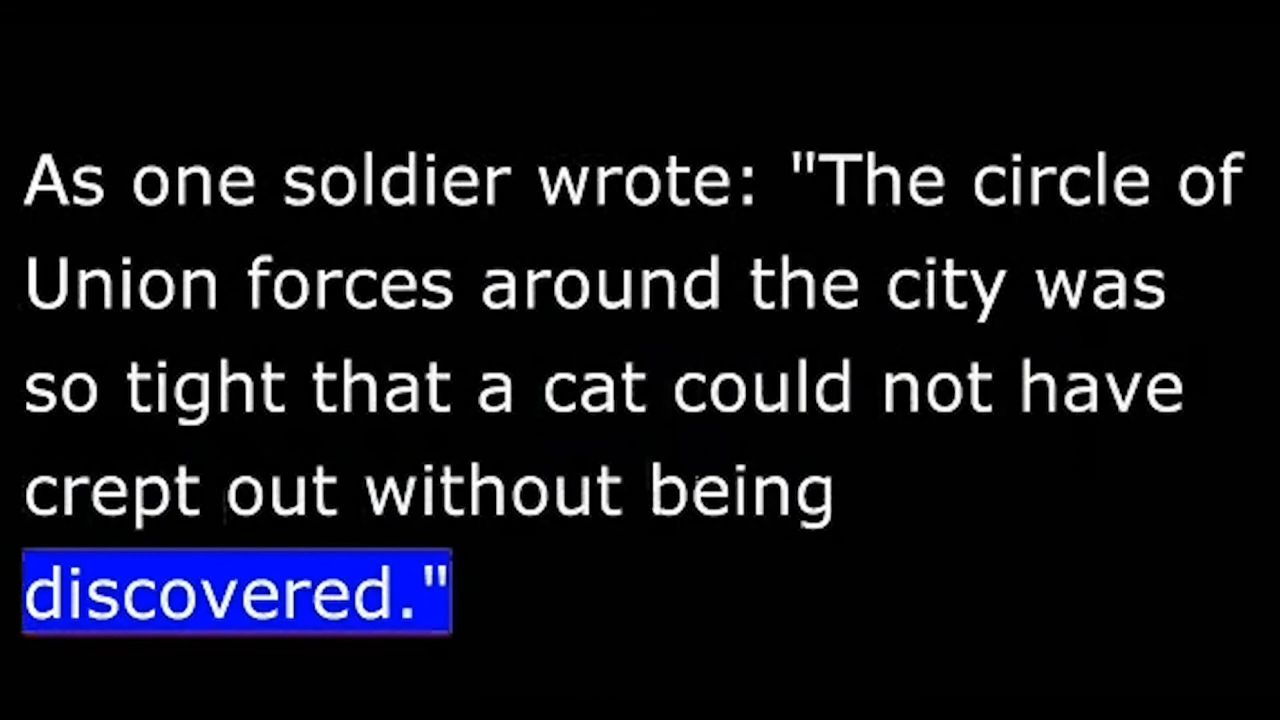 As one soldier wrote: "The circle of
Union forces around the city was
so tight that a cat could not have
crept out without being
discovered."